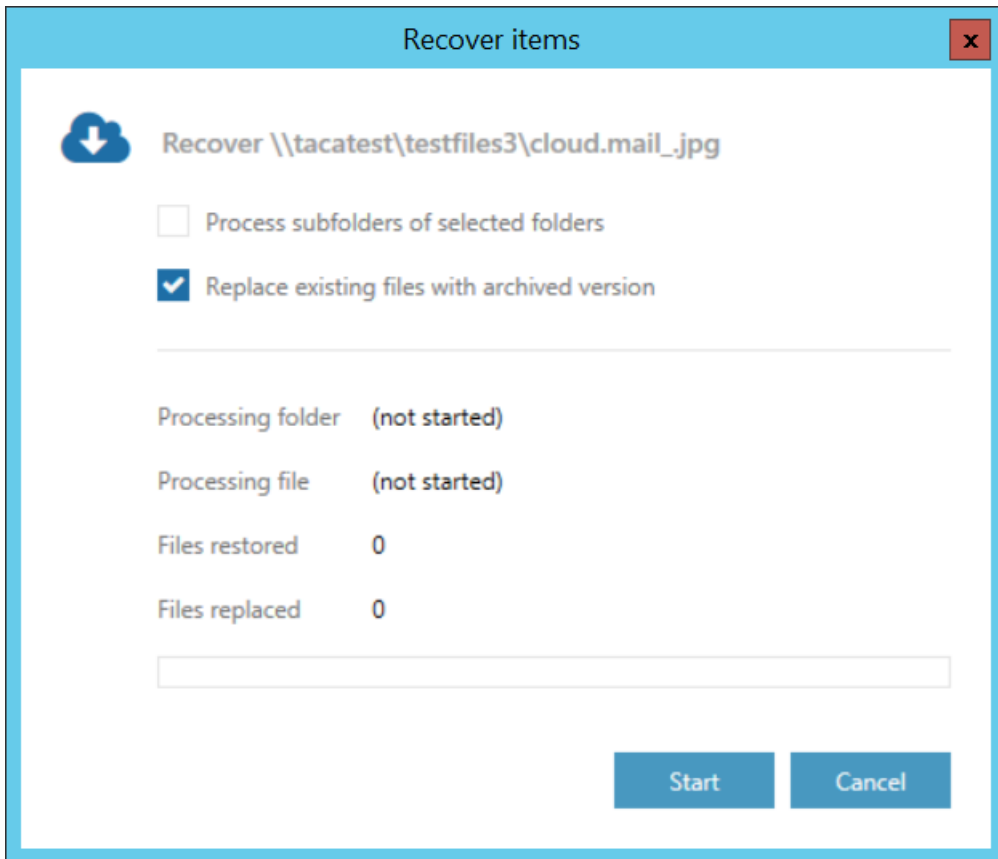 Recover items
x
Recover \\tacatest\testfiles3\cloud.mail_.jpg
Process subfolders of selected folders
Replace existing files with archived version
Processing folder (not started)
Processing file (not started)
Files restored 0
Files replaced 0
Start Cancel